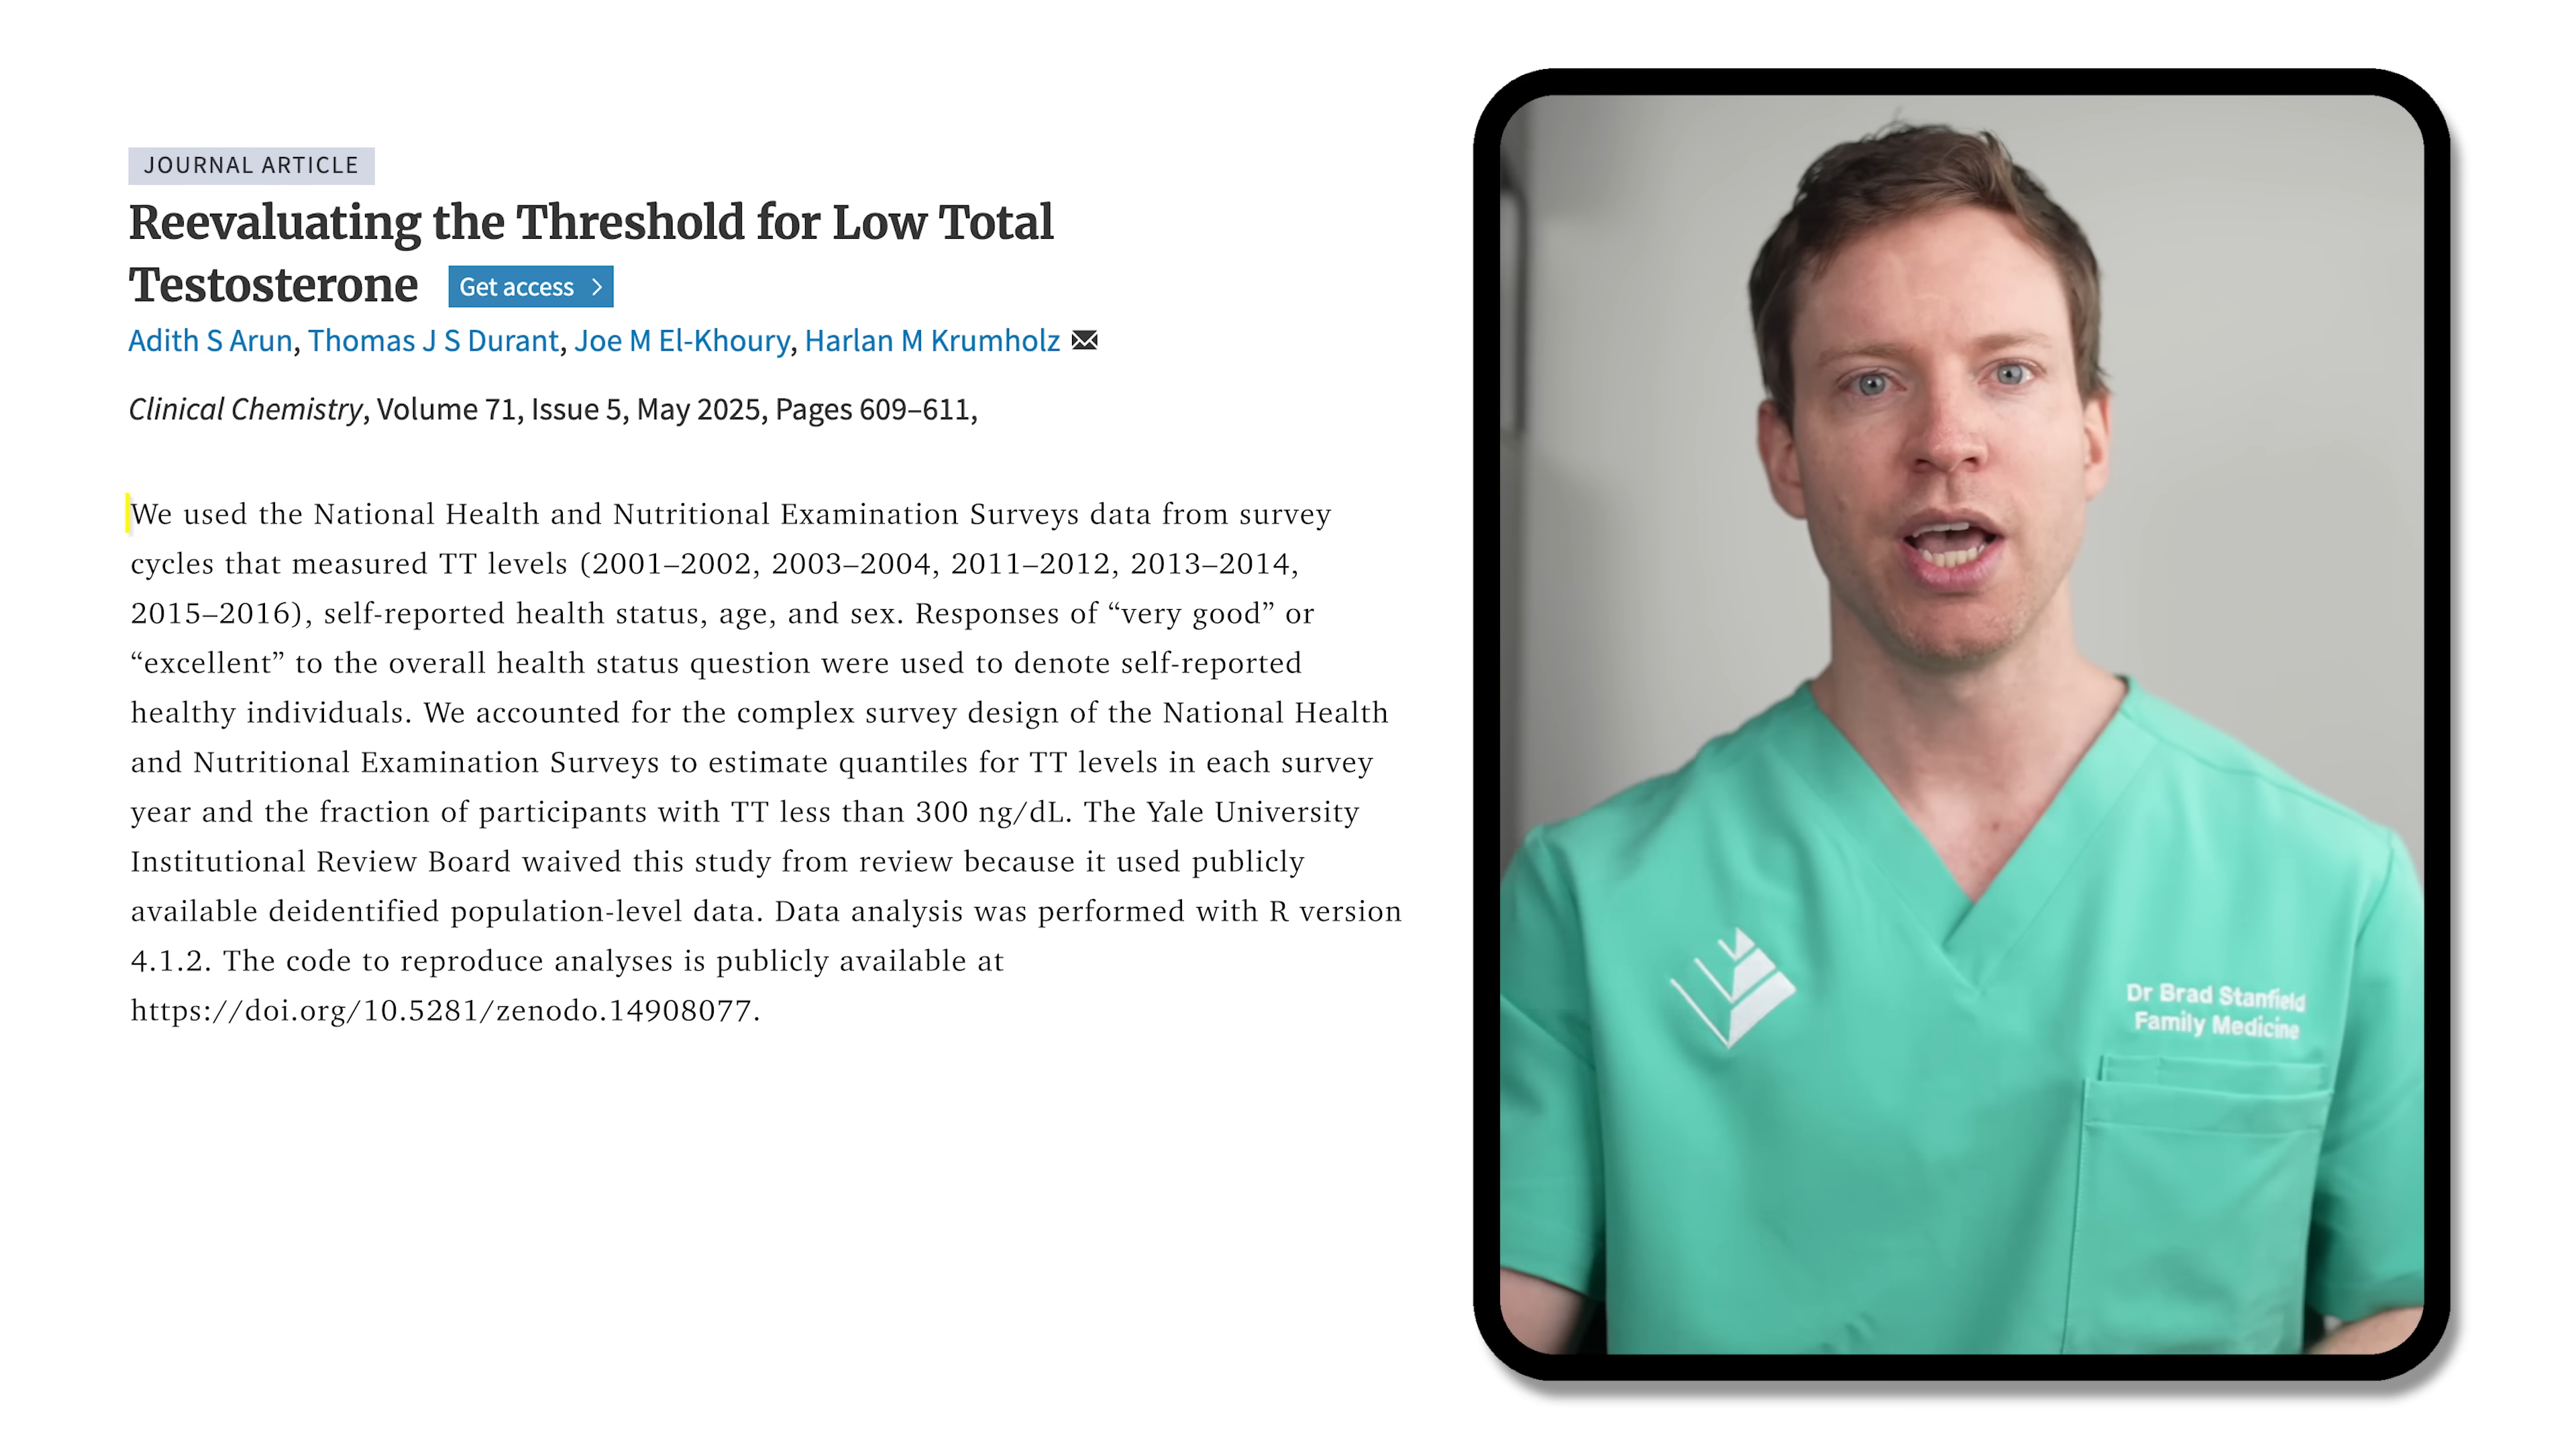 JOURNAL ARTICLE
Reevaluating the Threshold for Low Total
Testosterone Get access >
Adith S Arun, Thomas J S Durant, Joe M El-Khoury, Harlan M Krumholz
Clinical Chemistry, Volume 71, Issue 5, May 2025, Pages 609–611,
We used the National Health and Nutritional Examination Surveys data from survey
cycles that measured TT levels (2001–2002, 2003–2004, 2011–2012, 2013–2014,
2015–2016), self-reported health status, age, and sex. Responses of “very good” or
“excellent” to the overall health status question were used to denote self-reported
healthy individuals. We accounted for the complex survey design of the National Health
and Nutritional Examination Surveys to estimate quantiles for TT levels in each survey
year and the fraction of participants with TT less than 300 ng/dL. The Yale University
Institutional Review Board waived this study from review because it used publicly
available deidentified population-level data. Data analysis was performed with R version
4.1.2. The code to reproduce analyses is publicly available at
https://doi.org/10.5281/zenodo.14908077.
Dr Brad Stanfield
Family Medicine